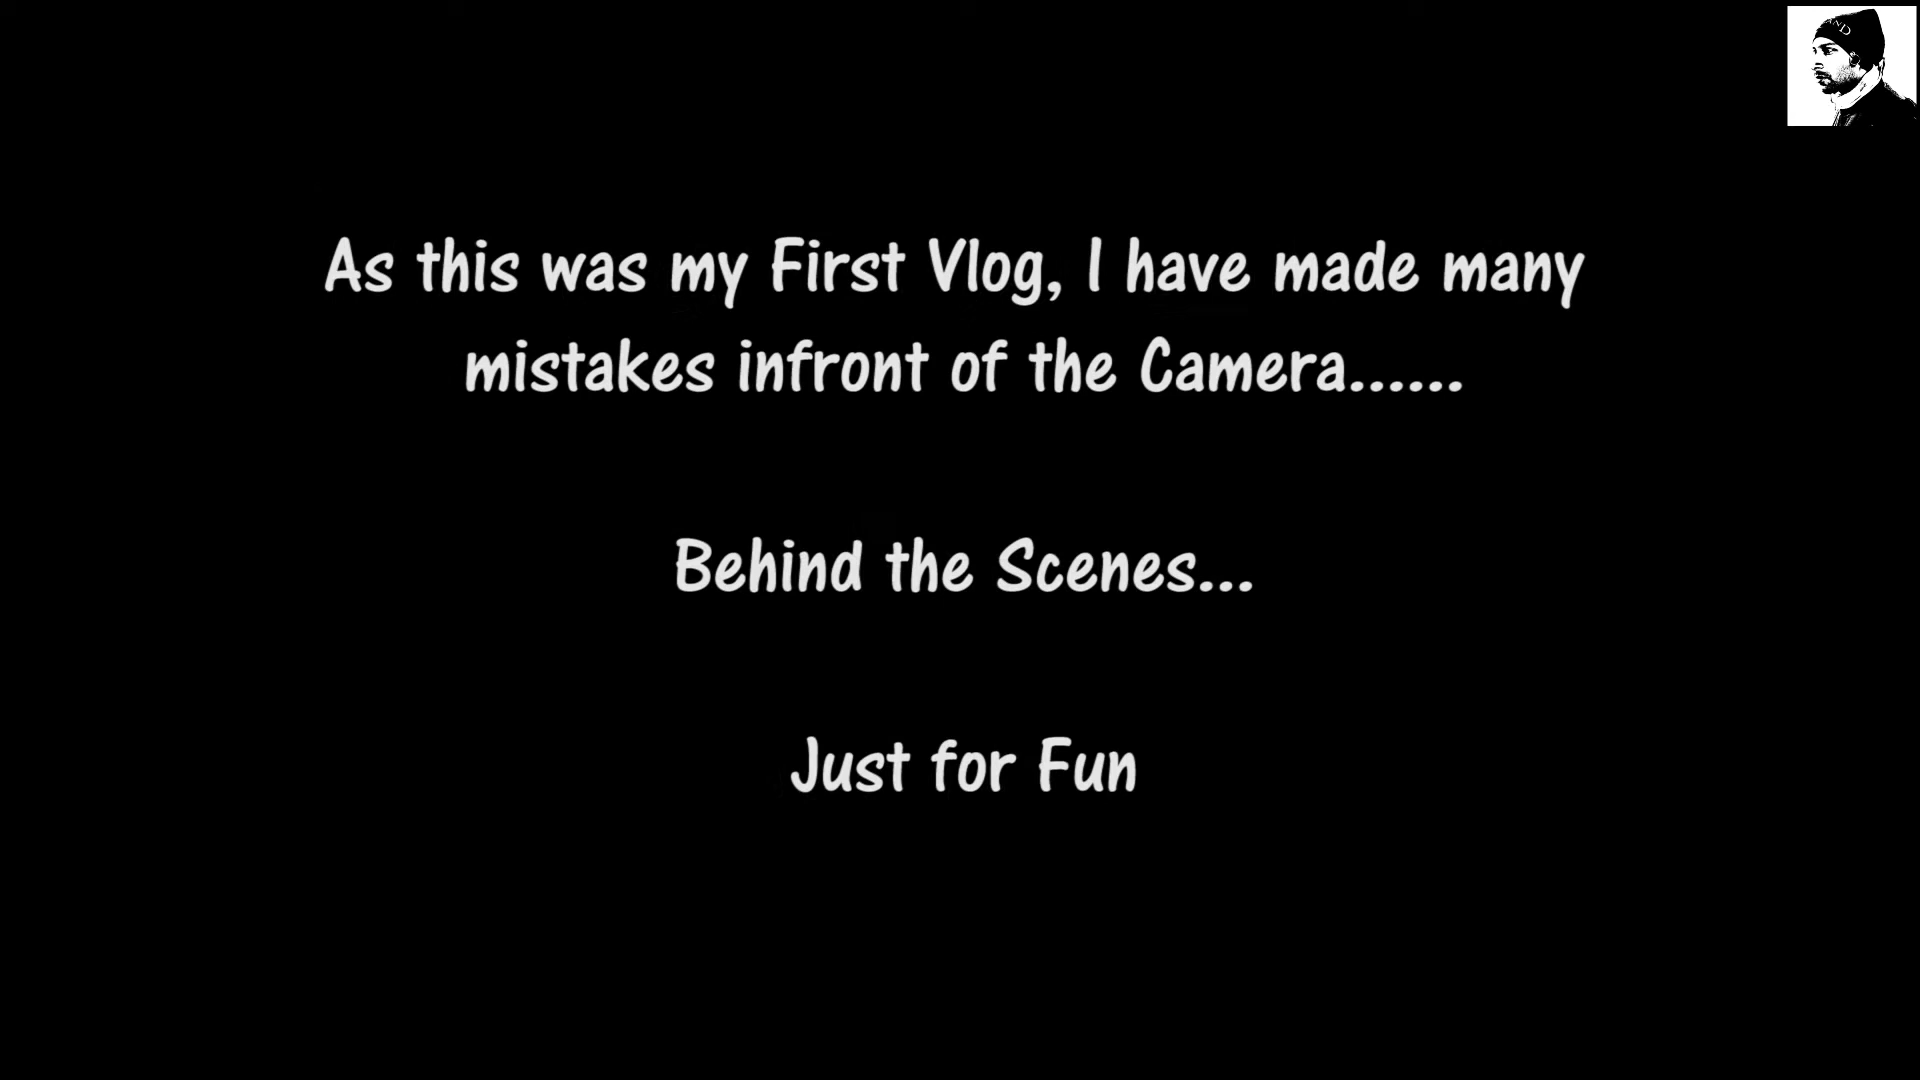 As this was my First Vlog, I have made many
mistakes infront of the Camera......
Behind the Scenes...
Just for Fun